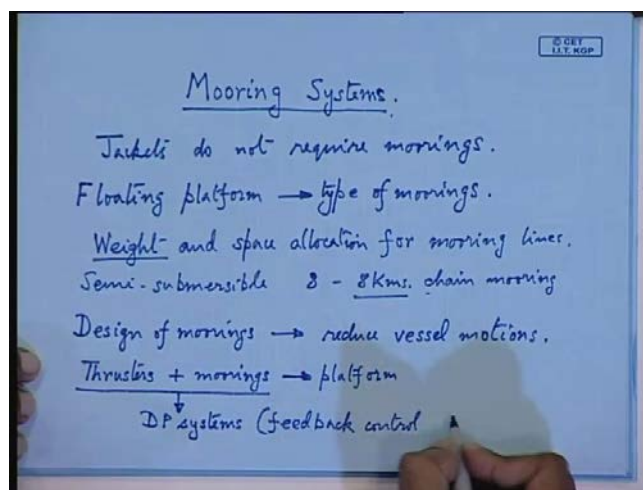 © CET
I.I.T. KGP
Mooring Systems.
Jackets do not require moorings.
Floating platform → type of moorings.
Weight and space allocation for mooring lines.
Semi-submersible 8 - 8Kms. chain mooring
Design of moorings → reduce vessel motions.
Thrusters + moorings → platform
DP systems (feedback control